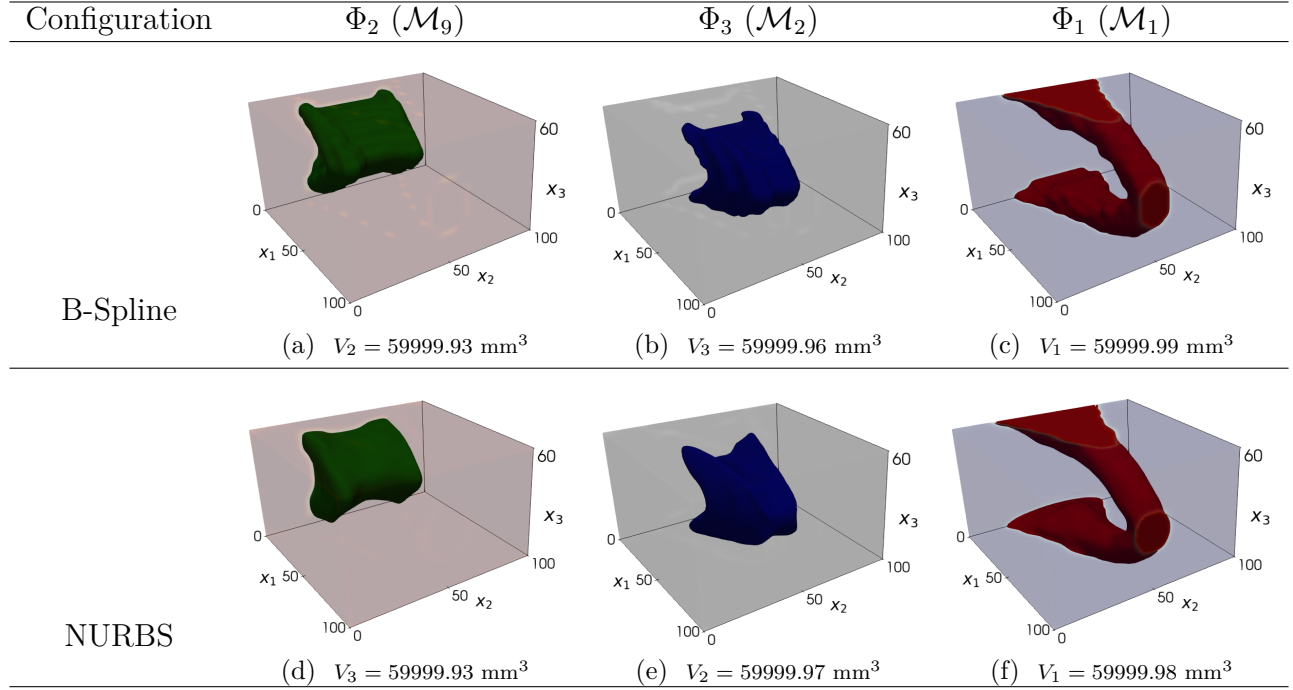 Configuration Φ₂ (ℳ₉) Φ₃ (ℳ₂) Φ₁ (ℳ₁)
60 60 60
x₃ x₃ x₃
0 0 0
100 100 100
x₁ 50 x₁ 50 x₁ 50
50 x₂ 50 x₂ 50 x₂
100 0 100 0 100 0
B-Spline
(a) V₂ = 59999.93 mm³ (b) V₃ = 59999.96 mm³ (c) V₁ = 59999.99 mm³
60 60 60
x₃ x₃ x₃
0 0 0
100 100 100
x₁ 50 x₁ 50 x₁ 50
50 x₂ 50 x₂ 50 x₂
100 0 100 0 100 0
NURBS
(d) V₃ = 59999.93 mm³ (e) V₂ = 59999.97 mm³ (f) V₁ = 59999.98 mm³